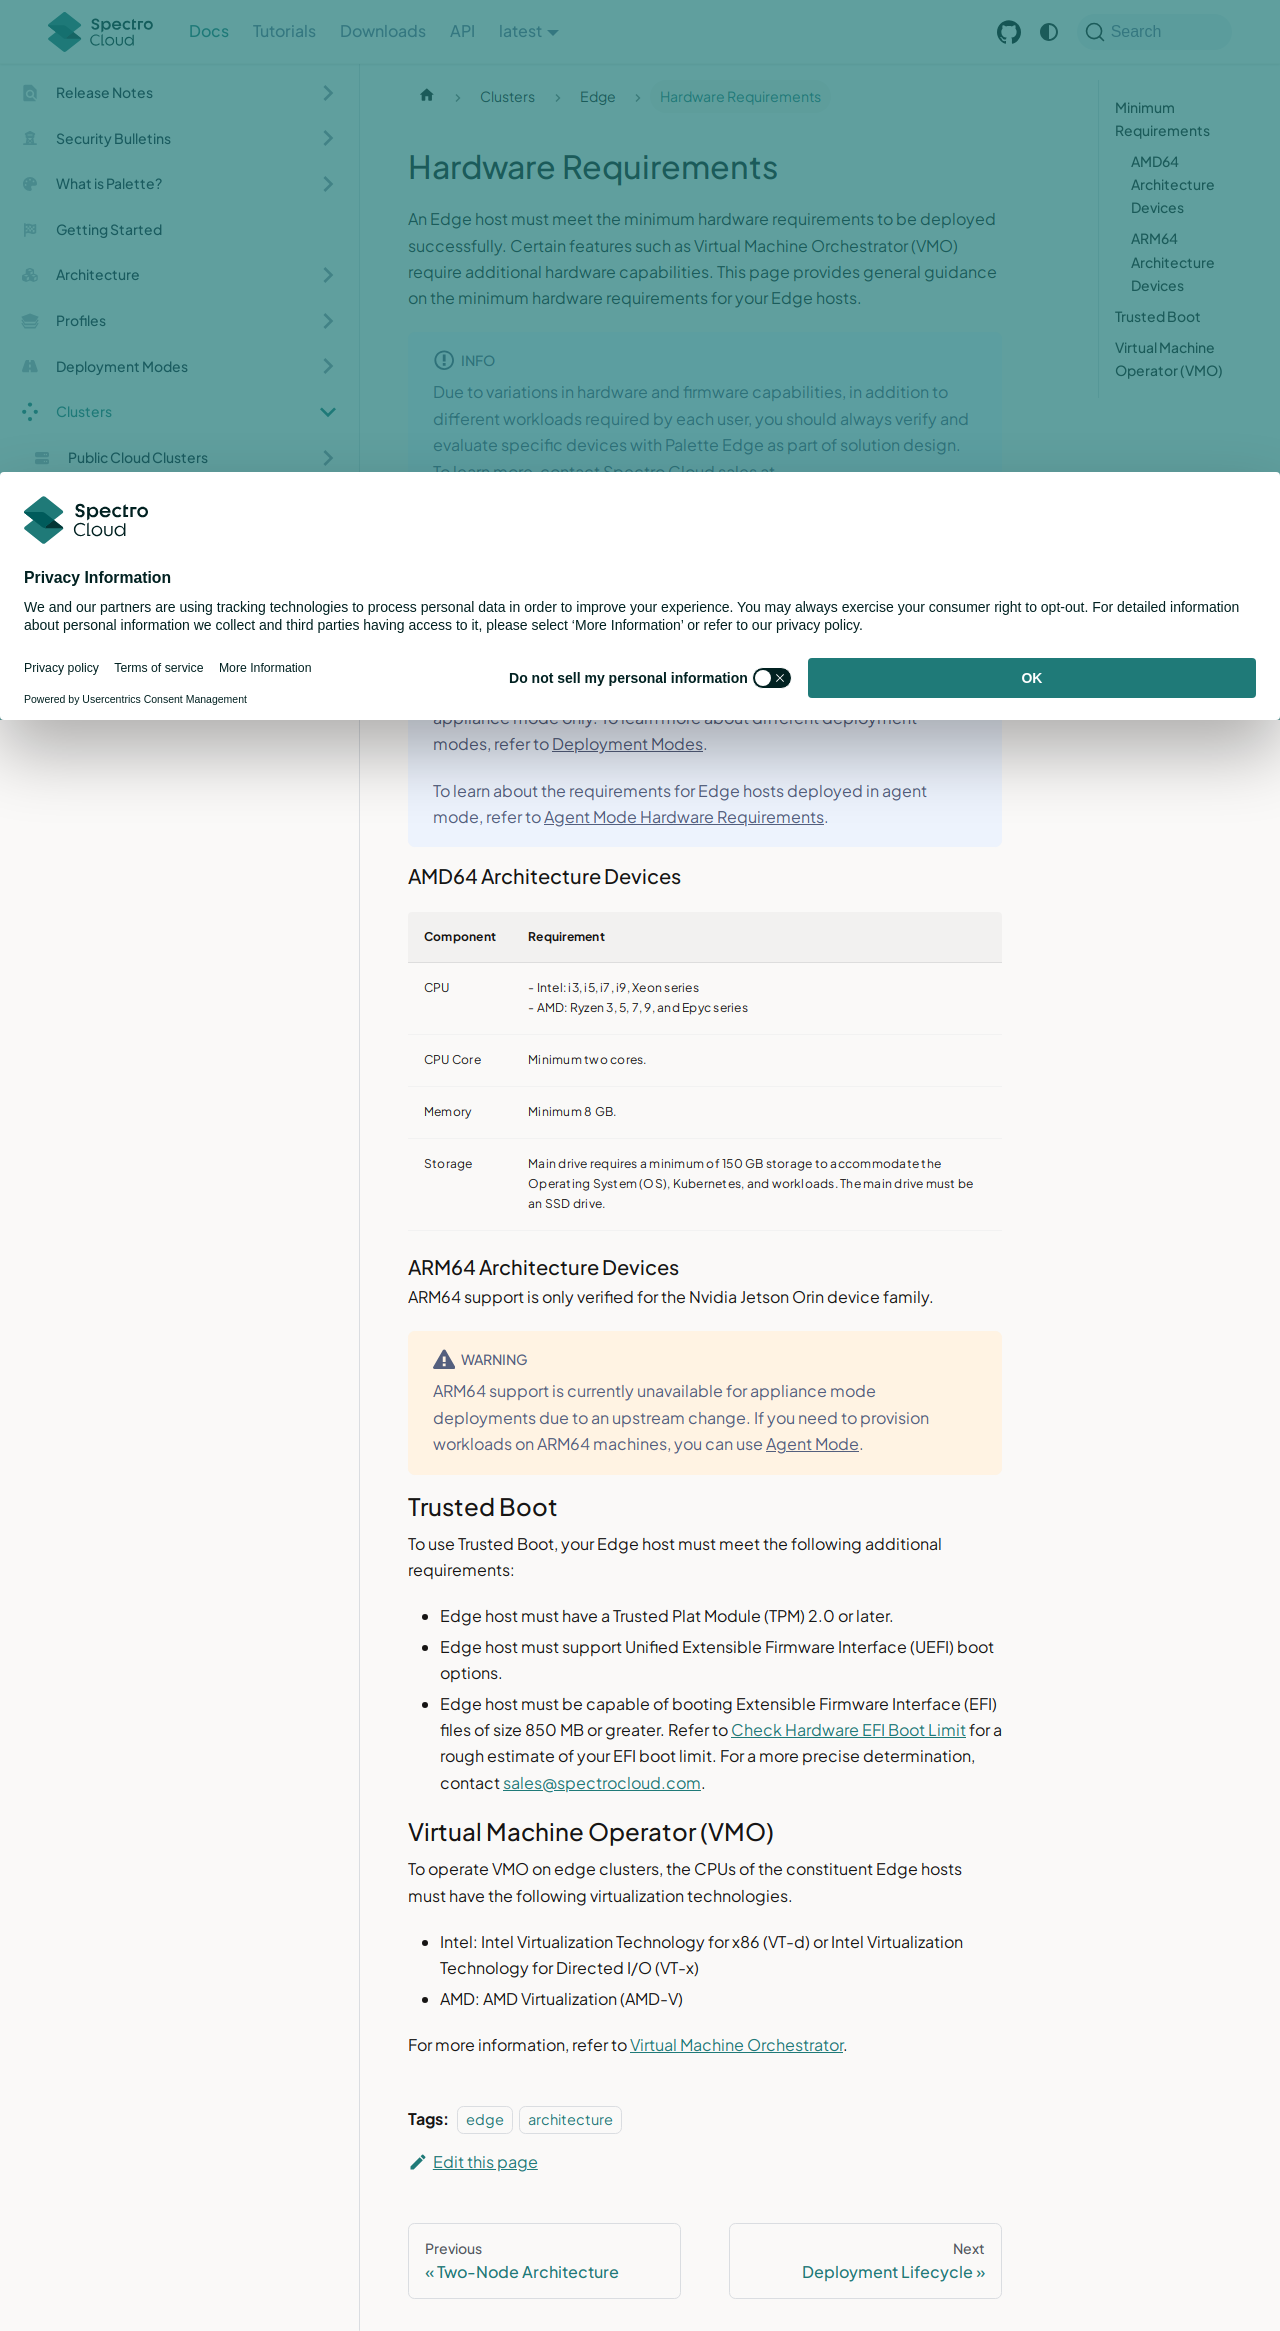 Spectro Cloud
Docs
Tutorials
Downloads
API
latest
Search
Release Notes
Security Bulletins
What is Palette?
Getting Started
Architecture
Profiles
Deployment Modes
Clusters
Public Cloud Clusters
Clusters
Edge
Hardware Requirements
Hardware Requirements
An Edge host must meet the minimum hardware requirements to be deployed
successfully. Certain features such as Virtual Machine Orchestrator (VMO)
require additional hardware capabilities. This page provides general guidance
on the minimum hardware requirements for your Edge hosts.
INFO
Due to variations in hardware and firmware capabilities, in addition to
different workloads required by each user, you should always verify and
evaluate specific devices with Palette Edge as part of solution design.
To learn more, contact Spectro Cloud sales at
Minimum
Requirements
AMD64
Architecture
Devices
ARM64
Architecture
Devices
Trusted Boot
Virtual Machine
Operator (VMO)
Spectro
Cloud
Privacy Information
We and our partners are using tracking technologies to process personal data in order to improve your experience. You may always exercise your consumer right to opt-out. For detailed information
about personal information we collect and third parties having access to it, please select ‘More Information’ or refer to our privacy policy.
Privacy policy
Terms of service
More Information
Powered by Usercentrics Consent Management
Do not sell my personal information
OK
appliance mode only. To learn more about different deployment
modes, refer to Deployment Modes.
To learn about the requirements for Edge hosts deployed in agent
mode, refer to Agent Mode Hardware Requirements.
AMD64 Architecture Devices
Component
Requirement
CPU
- Intel: i3, i5, i7, i9, Xeon series
- AMD: Ryzen 3, 5, 7, 9, and Epyc series
CPU Core
Minimum two cores.
Memory
Minimum 8 GB.
Storage
Main drive requires a minimum of 150 GB storage to accommodate the
Operating System (OS), Kubernetes, and workloads. The main drive must be
an SSD drive.
ARM64 Architecture Devices
ARM64 support is only verified for the Nvidia Jetson Orin device family.
WARNING
ARM64 support is currently unavailable for appliance mode
deployments due to an upstream change. If you need to provision
workloads on ARM64 machines, you can use Agent Mode.
Trusted Boot
To use Trusted Boot, your Edge host must meet the following additional
requirements:
Edge host must have a Trusted Plat Module (TPM) 2.0 or later.
Edge host must support Unified Extensible Firmware Interface (UEFI) boot
options.
Edge host must be capable of booting Extensible Firmware Interface (EFI)
files of size 850 MB or greater. Refer to Check Hardware EFI Boot Limit for a
rough estimate of your EFI boot limit. For a more precise determination,
contact sales@spectrocloud.com.
Virtual Machine Operator (VMO)
To operate VMO on edge clusters, the CPUs of the constituent Edge hosts
must have the following virtualization technologies.
Intel: Intel Virtualization Technology for x86 (VT-d) or Intel Virtualization
Technology for Directed I/O (VT-x)
AMD: AMD Virtualization (AMD-V)
For more information, refer to Virtual Machine Orchestrator.
Tags:
edge
architecture
Edit this page
Previous
« Two-Node Architecture
Next
Deployment Lifecycle »